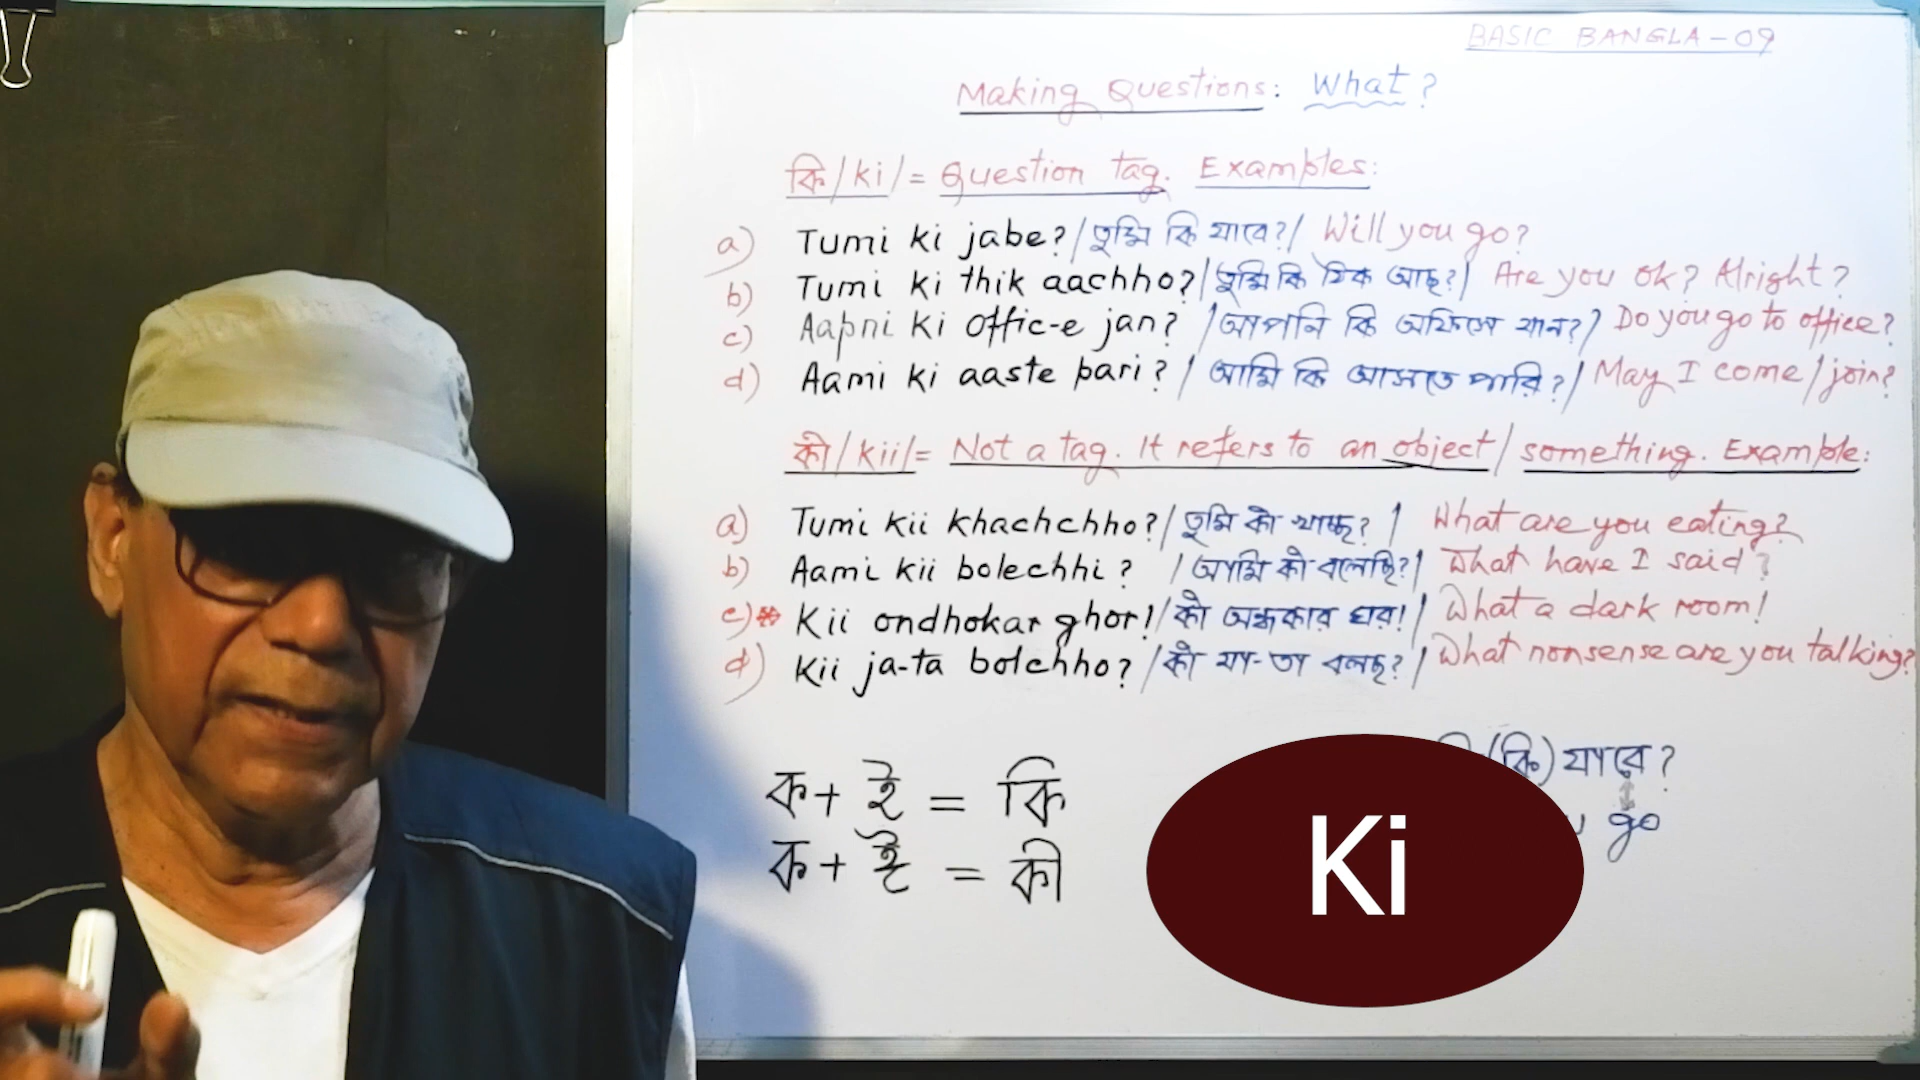 BASIC BANGLA - 09
Making Questions: What?
কি / ki / = Question tag. Examples:
a) Tumi ki jabe? / তুমি কি যাবে? / Will you go?
b) Tumi ki thik aachho? / তুমি কি ঠিক আছ? / Are you ok? Alright?
c) Aapni ki offic-e jan? / আপনি কি অফিসে যান? / Do you go to office?
d) Aami ki aaste pari? / আমি কি আসতে পারি? / May I come / join?
কী / kii / = Not a tag. It refers to an object / something. Example:
a) Tumi kii khachchho? / তুমি কী খাচ্ছ? / What are you eating?
b) Aami kii bolechhi? / আমি কী বলেছি? / What have I said?
c) * Kii ondhokar ghor! / কী অন্ধকার ঘর! / What a dark room!
d) Kii ja-ta bolchho? / কী যা-তা বলছ? / What nonsense are you talking?
ক + ই = কি
ক + ঈ = কী
(কি) যাবে?
go
Ki